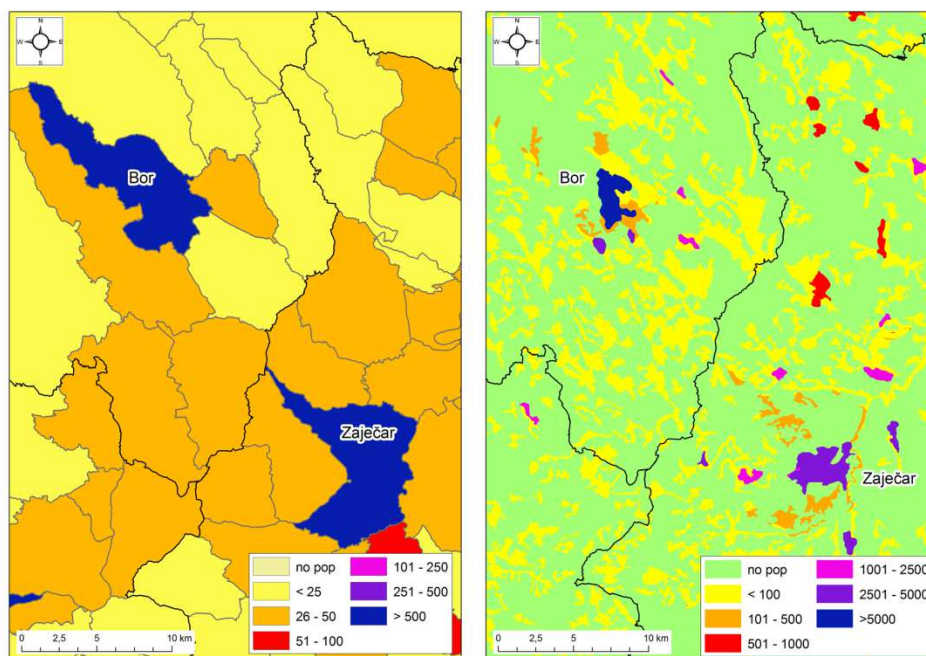 N
W E
S
Bor
Zaječar
no pop
< 25
26 - 50
51 - 100
101 - 250
251 - 500
> 500
0 2,5 5 10 km
N
W E
S
Bor
Zaječar
no pop
< 100
101 - 500
501 - 1000
1001 - 2500
2501 - 5000
>5000
0 2,5 5 10 km